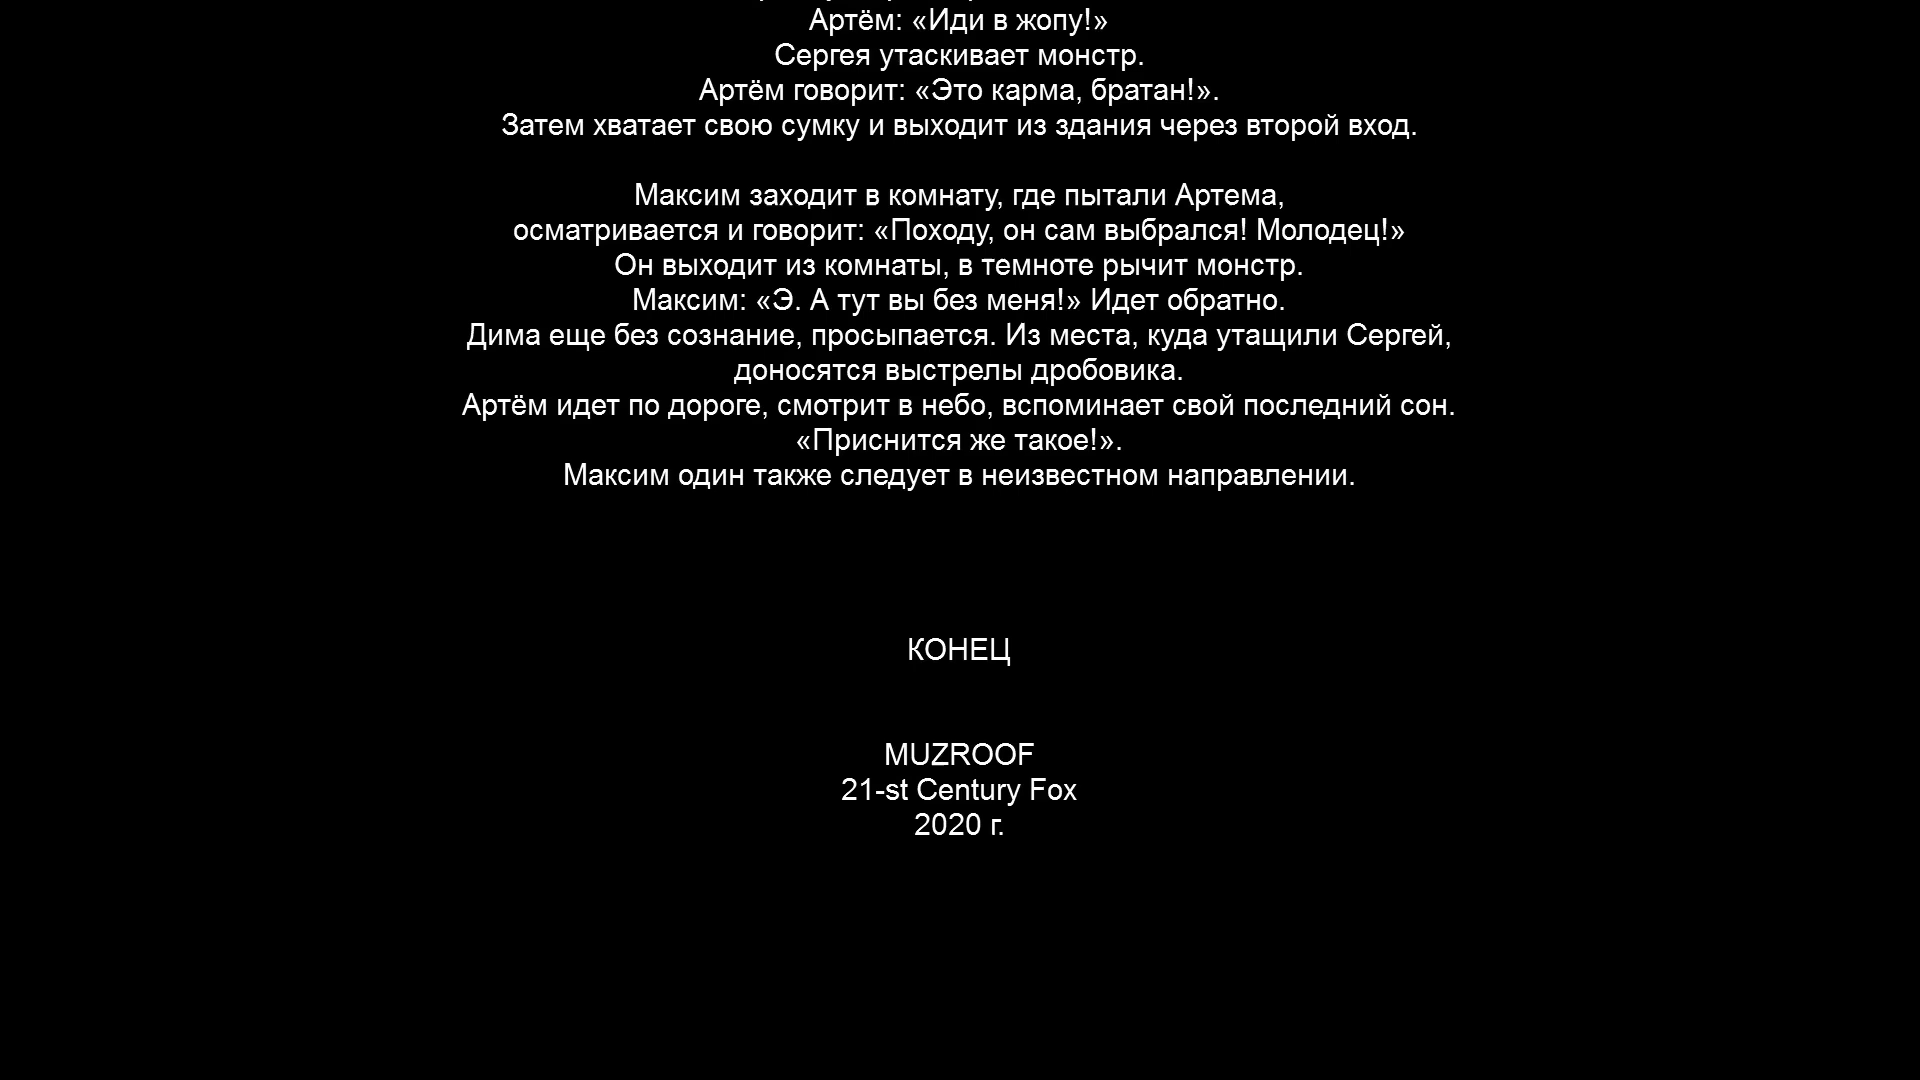 Артём: «Иди в жопу!»
Сергея утаскивает монстр.
Артём говорит: «Это карма, братан!».
Затем хватает свою сумку и выходит из здания через второй вход.
Максим заходит в комнату, где пытали Артема,
осматривается и говорит: «Походу, он сам выбрался! Молодец!»
Он выходит из комнаты, в темноте рычит монстр.
Максим: «Э. А тут вы без меня!» Идет обратно.
Дима еще без сознание, просыпается. Из места, куда утащили Сергей,
доносятся выстрелы дробовика.
Артём идет по дороге, смотрит в небо, вспоминает свой последний сон.
«Приснится же такое!».
Максим один также следует в неизвестном направлении.
КОНЕЦ
MUZROOF
21-st Century Fox
2020 г.